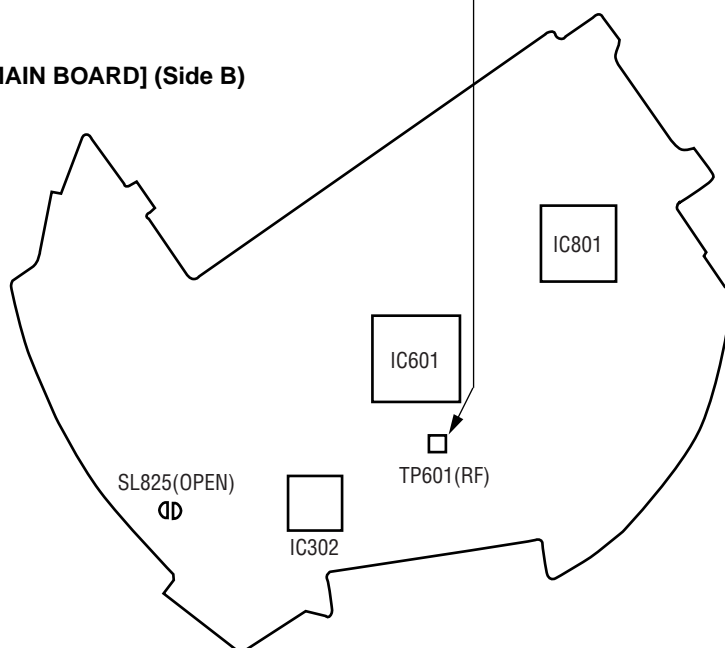 AIN BOARD] (Side B)
IC801
IC601
TP601(RF)
SL825(OPEN)
IC302